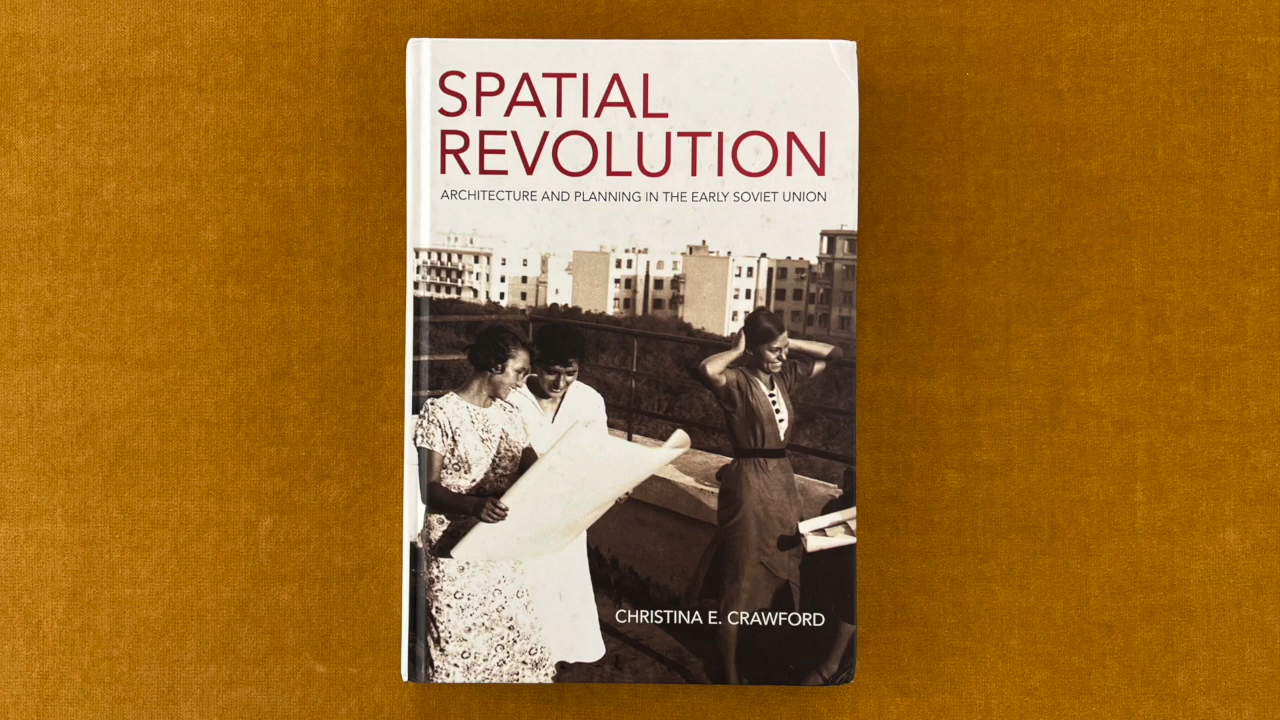 SPATIAL
REVOLUTION
ARCHITECTURE AND PLANNING IN THE EARLY SOVIET UNION
CHRISTINA E. CRAWFORD